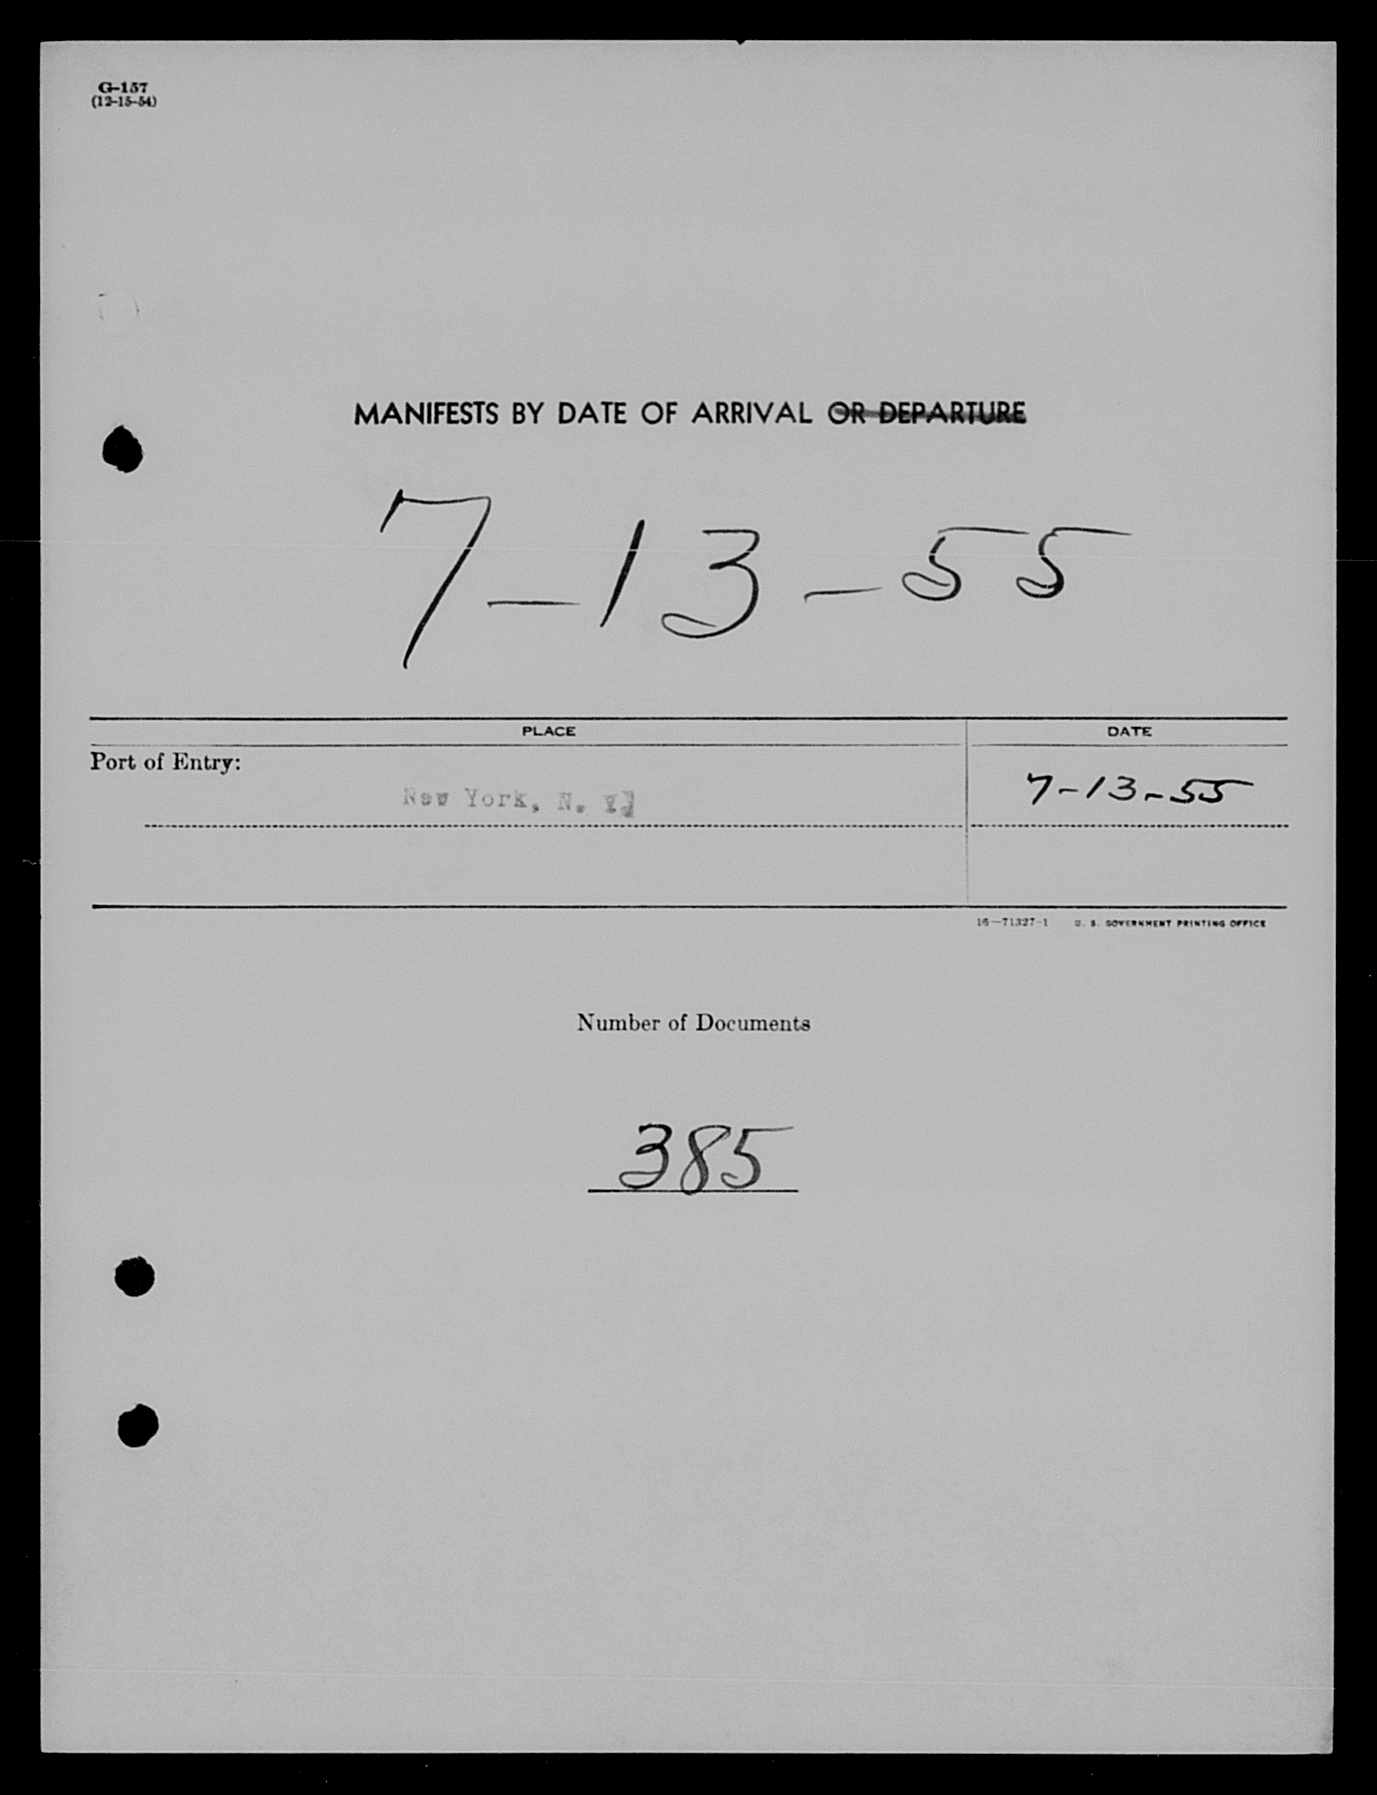 G-157
(12-15-54)
MANIFESTS BY DATE OF ARRIVAL OR DEPARTURE
7-13-55
PLACE
DATE
Port of Entry:
New York, N. Y.
7-13-55
16—71327-1 U. S. GOVERNMENT PRINTING OFFICE
Number of Documents
385